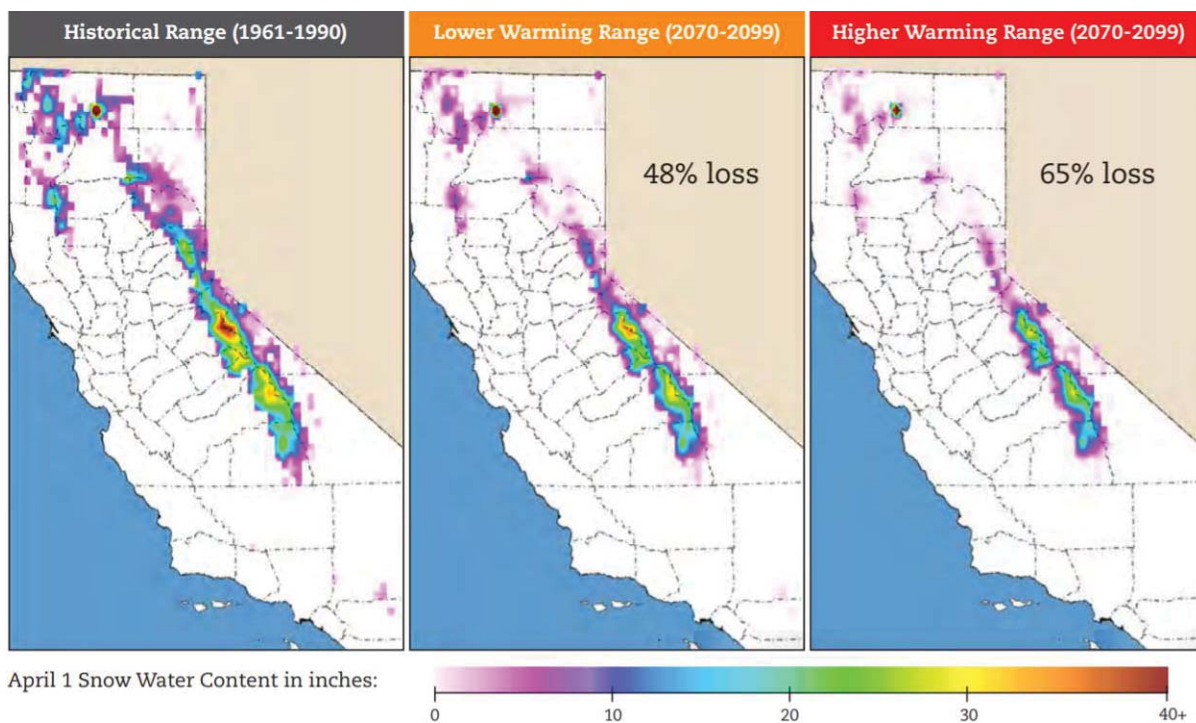 Historical Range (1961-1990)
Lower Warming Range (2070-2099)
Higher Warming Range (2070-2099)
48% loss
65% loss
April 1 Snow Water Content in inches:
0
10
20
30
40+